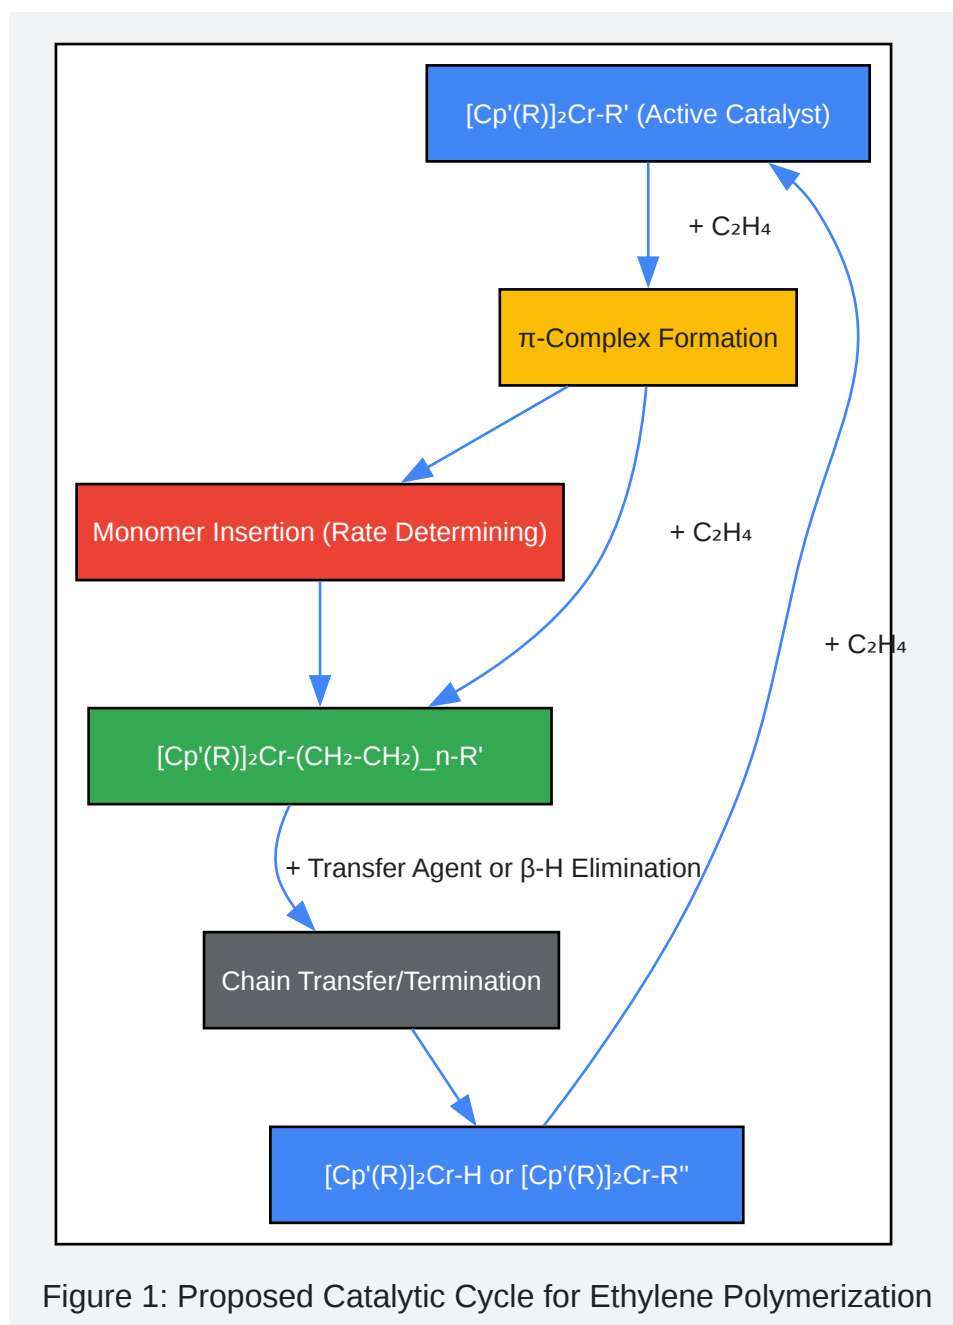 [Cp'(R)]₂Cr-R' (Active Catalyst)
+ C₂H₄
π-Complex Formation
Monomer Insertion (Rate Determining)
+ C₂H₄
+ C₂H₄
[Cp'(R)]₂Cr-(CH₂-CH₂)_n-R'
+ Transfer Agent or β-H Elimination
Chain Transfer/Termination
[Cp'(R)]₂Cr-H or [Cp'(R)]₂Cr-R''
Figure 1: Proposed Catalytic Cycle for Ethylene Polymerization